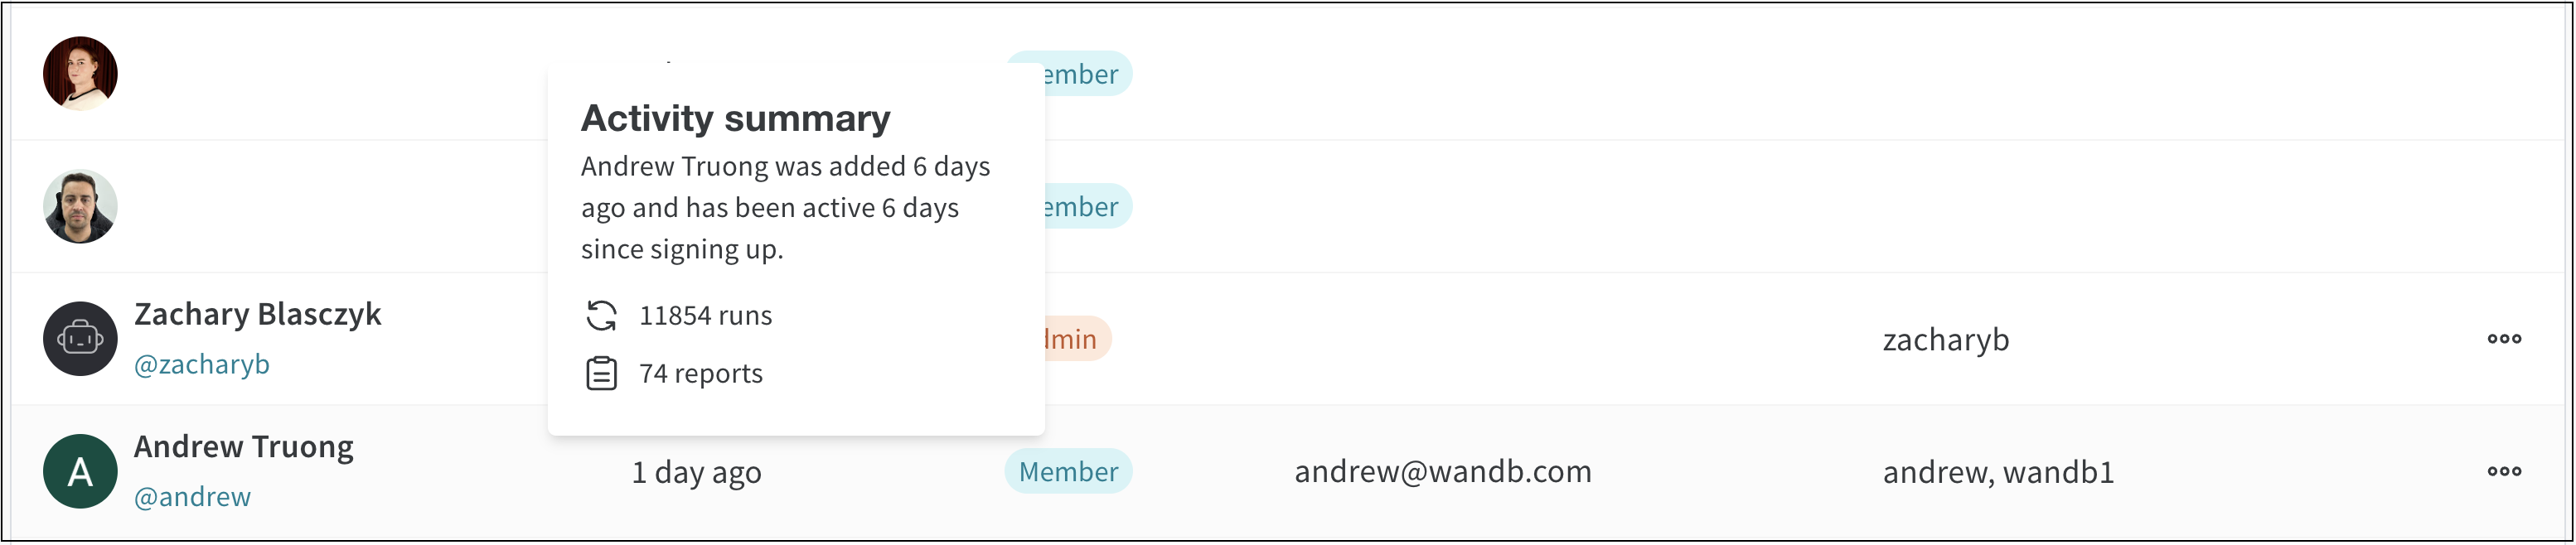 ember
Activity summary
Andrew Truong was added 6 days
ago and has been active 6 days
since signing up.
ember
11854 runs
74 reports
Zachary Blasczyk
@zacharyb
dmin
zacharyb
Andrew Truong
@andrew
A
1 day ago
Member
andrew@wandb.com
andrew, wandb1